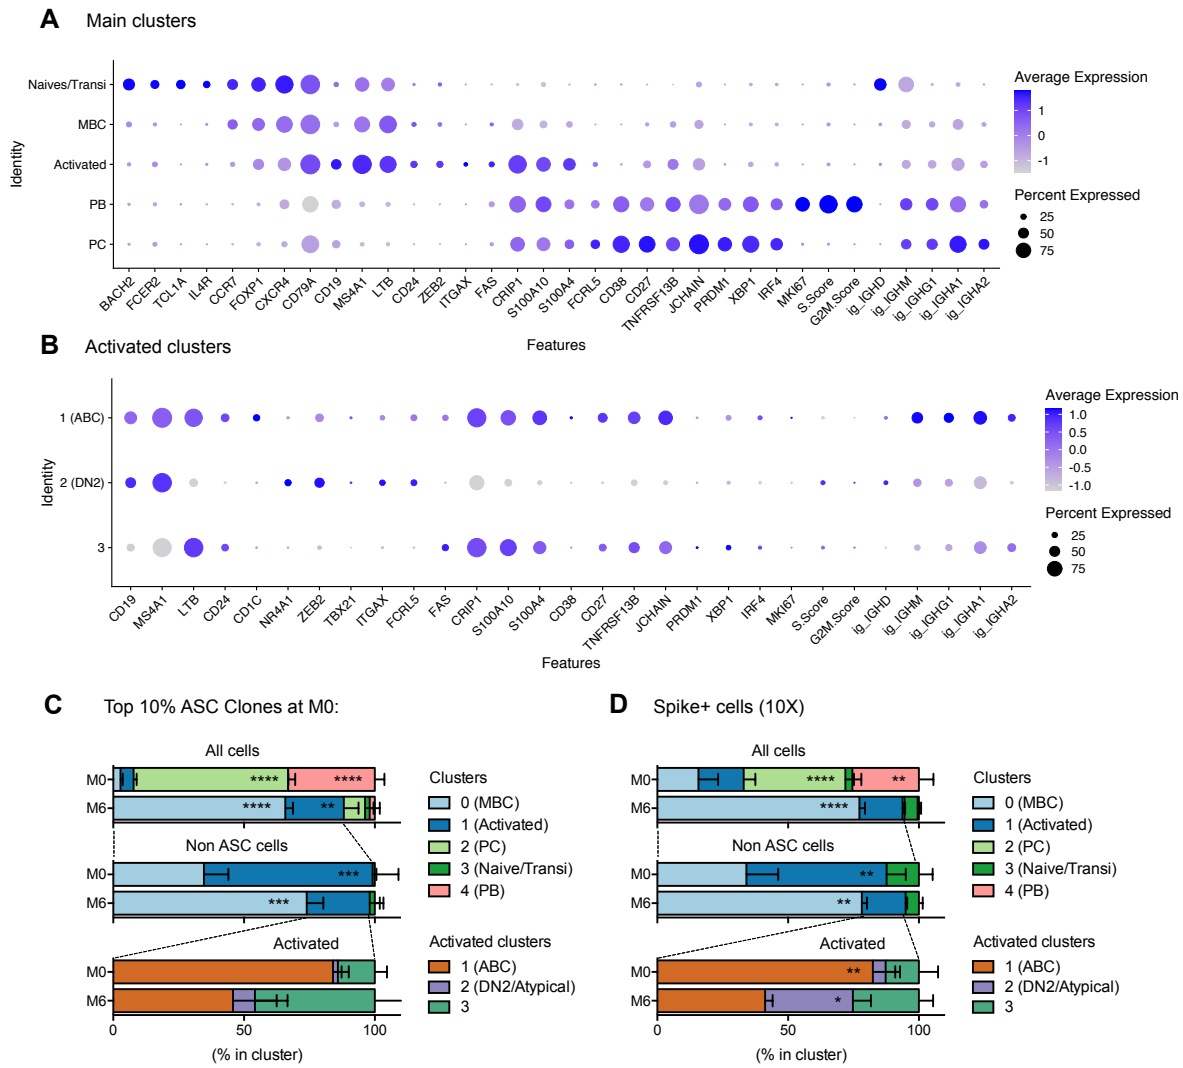 A Main clusters
Identity
Naives/Transi
MBC
Activated
PB
PC
BACH2 FCER2 TCL1A IL4R CCR7 FOXP1 CXCR4 CD79A CD19 MS4A1 LTB CD24 ZEB2 ITGAX FAS CRIP1 S100A10 S100A4 FCRL5 CD38 CD27 TNFRSF13B JCHAIN PRDM1 XBP1 IRF4 MKI67 S.Score G2M.Score ig_IGHD ig_IGHM ig_IGHG1 ig_IGHA1 ig_IGHA2
Features
Average Expression
1
0
-1
Percent Expressed
25
50
75
B Activated clusters
Identity
1 (ABC)
2 (DN2)
3
CD19 MS4A1 LTB CD24 CD1C NR4A1 ZEB2 TBX21 ITGAX FCRL5 FAS CRIP1 S100A10 S100A4 CD38 CD27 TNFRSF13B JCHAIN PRDM1 XBP1 IRF4 MKI67 S.Score G2M.Score ig_IGHD ig_IGHM ig_IGHG1 ig_IGHA1 ig_IGHA2
Features
Average Expression
1.0
0.5
0.0
-0.5
-1.0
Percent Expressed
25
50
75
C Top 10% ASC Clones at M0:
All cells
M0 **** ****
M6 **** **
Non ASC cells
M0 ***
M6 ***
Activated
M0
M6
0 50 100
(% in cluster)
Clusters
0 (MBC)
1 (Activated)
2 (PC)
3 (Naive/Transi)
4 (PB)
Activated clusters
1 (ABC)
2 (DN2/Atypical)
3
D Spike+ cells (10X)
All cells
M0 **** **
M6 ****
Non ASC cells
M0 **
M6 **
Activated
M0 **
M6 *
0 50 100
(% in cluster)
Clusters
0 (MBC)
1 (Activated)
2 (PC)
3 (Naive/Transi)
4 (PB)
Activated clusters
1 (ABC)
2 (DN2/Atypical)
3